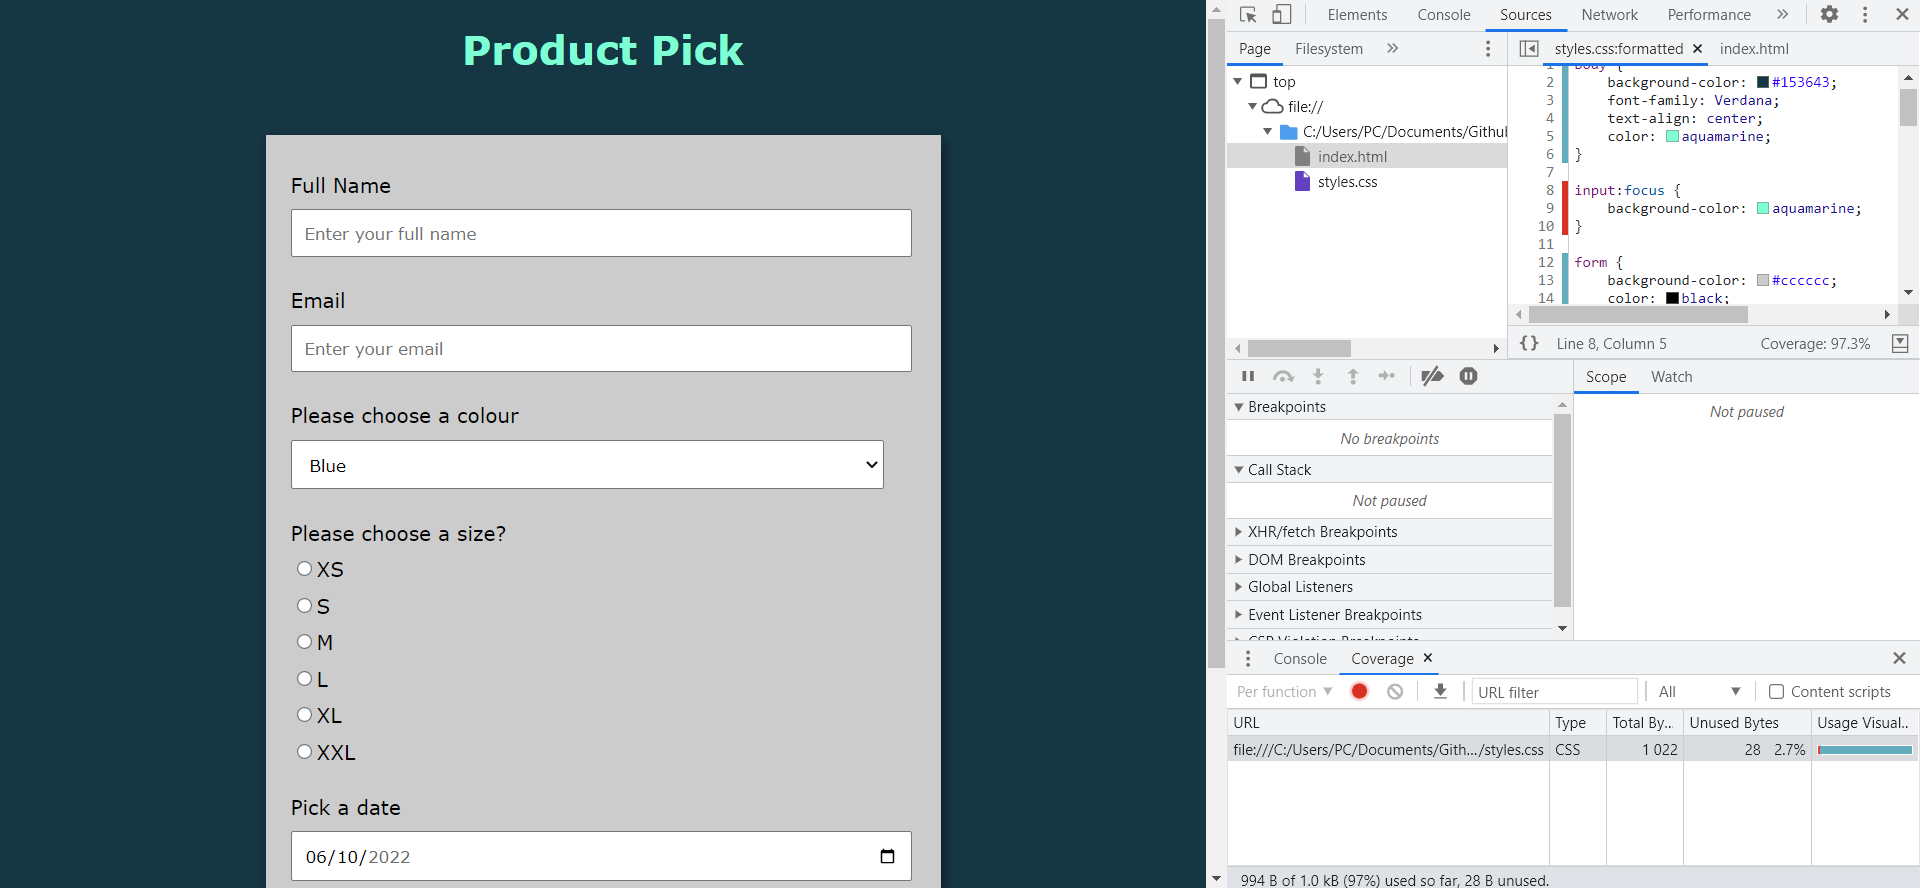 Product Pick
Full Name
Enter your full name
Email
Enter your email
Please choose a colour
Blue
Please choose a size?
XS
S
M
L
XL
XXL
Pick a date
06/10/2022
Elements Console Sources Network Performance
Page Filesystem
top
file://
C:/Users/PC/Documents/Githul
index.html
styles.css
styles.css:formatted index.html
1 body {
2 background-color: #153643;
3 font-family: Verdana;
4 text-align: center;
5 color: aquamarine;
6 }
7
8 input:focus {
9 background-color: aquamarine;
10 }
11
12 form {
13 background-color: #cccccc;
14 color: black;
{} Line 8, Column 5 Coverage: 97.3%
Breakpoints
No breakpoints
Call Stack
Not paused
XHR/fetch Breakpoints
DOM Breakpoints
Global Listeners
Event Listener Breakpoints
CSP Violation Breakpoints
Scope Watch
Not paused
Console Coverage
Per function URL filter All Content scripts
URL Type Total By... Unused Bytes Usage Visual..
file:///C:/Users/PC/Documents/Gith.../styles.css CSS 1 022 28 2.7%
994 B of 1.0 kB (97%) used so far, 28 B unused.